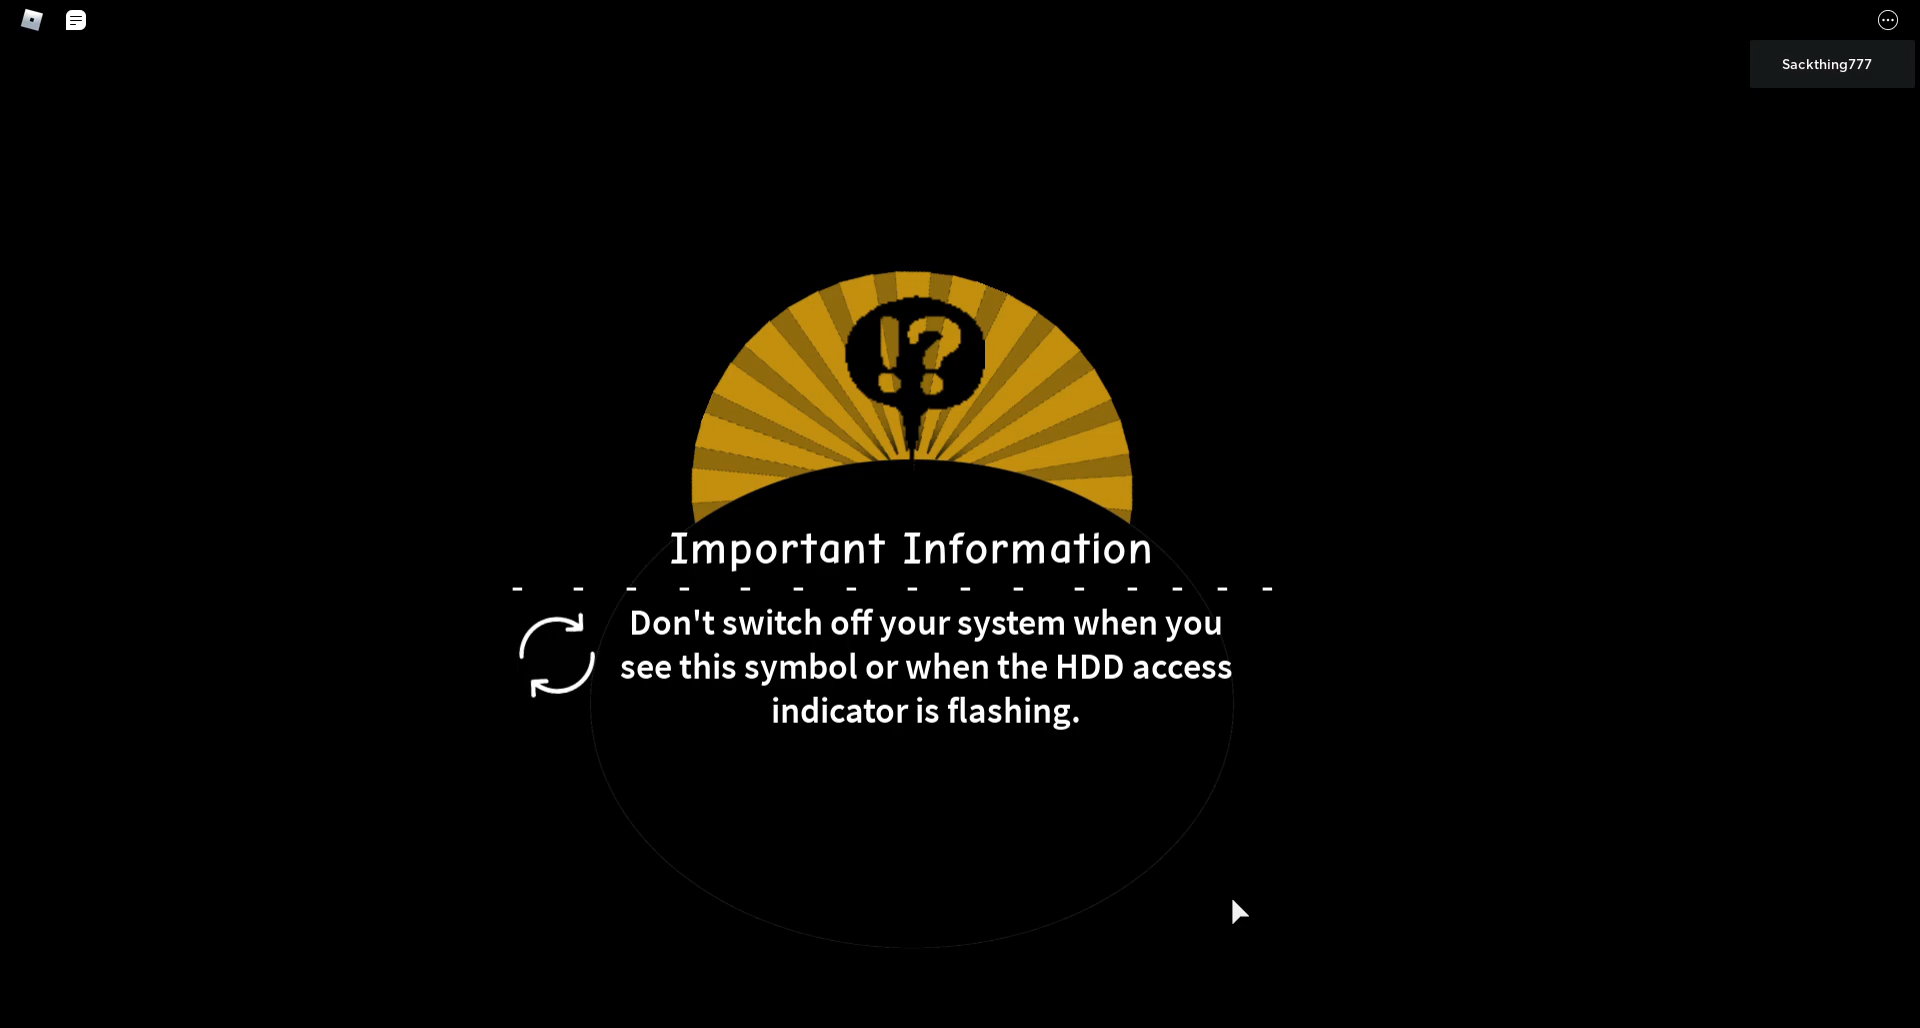 Sackthing777
!?
Important Information
- - - - - - - - - - - - - - -
Don't switch off your system when you
see this symbol or when the HDD access
indicator is flashing.